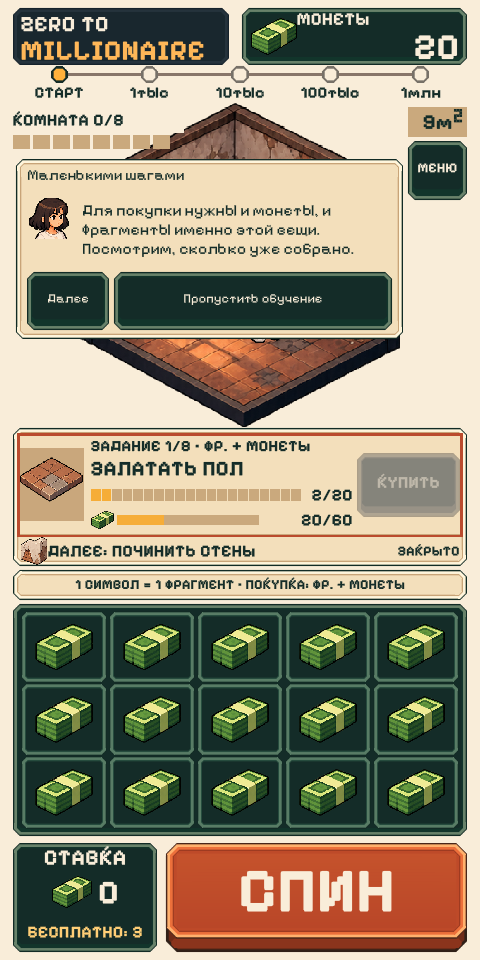 ZERO TO
MILLIONAIRE
МОНЕТЫ
20
СТАРТ
1тыс
10тыс
100тыс
1млн
КОМНАТА 0/8
9м²
МЕНЮ
Маленькими шагами
Для покупки нужны и монеты, и
фрагменты именно этой вещи.
Посмотрим, сколько уже собрано.
Далее
Пропустить обучение
ЗАДАНИЕ 1/8 · ФР. + МОНЕТЫ
ЗАЛАТАТЬ ПОЛ
2/20
КУПИТЬ
20/60
ДАЛЕЕ: ПОЧИНИТЬ СТЕНЫ
ЗАКРЫТО
1 СИМВОЛ = 1 ФРАГМЕНТ · ПОКУПКА: ФР. + МОНЕТЫ
СТАВКА
0
БЕСПЛАТНО: 3
СПИН